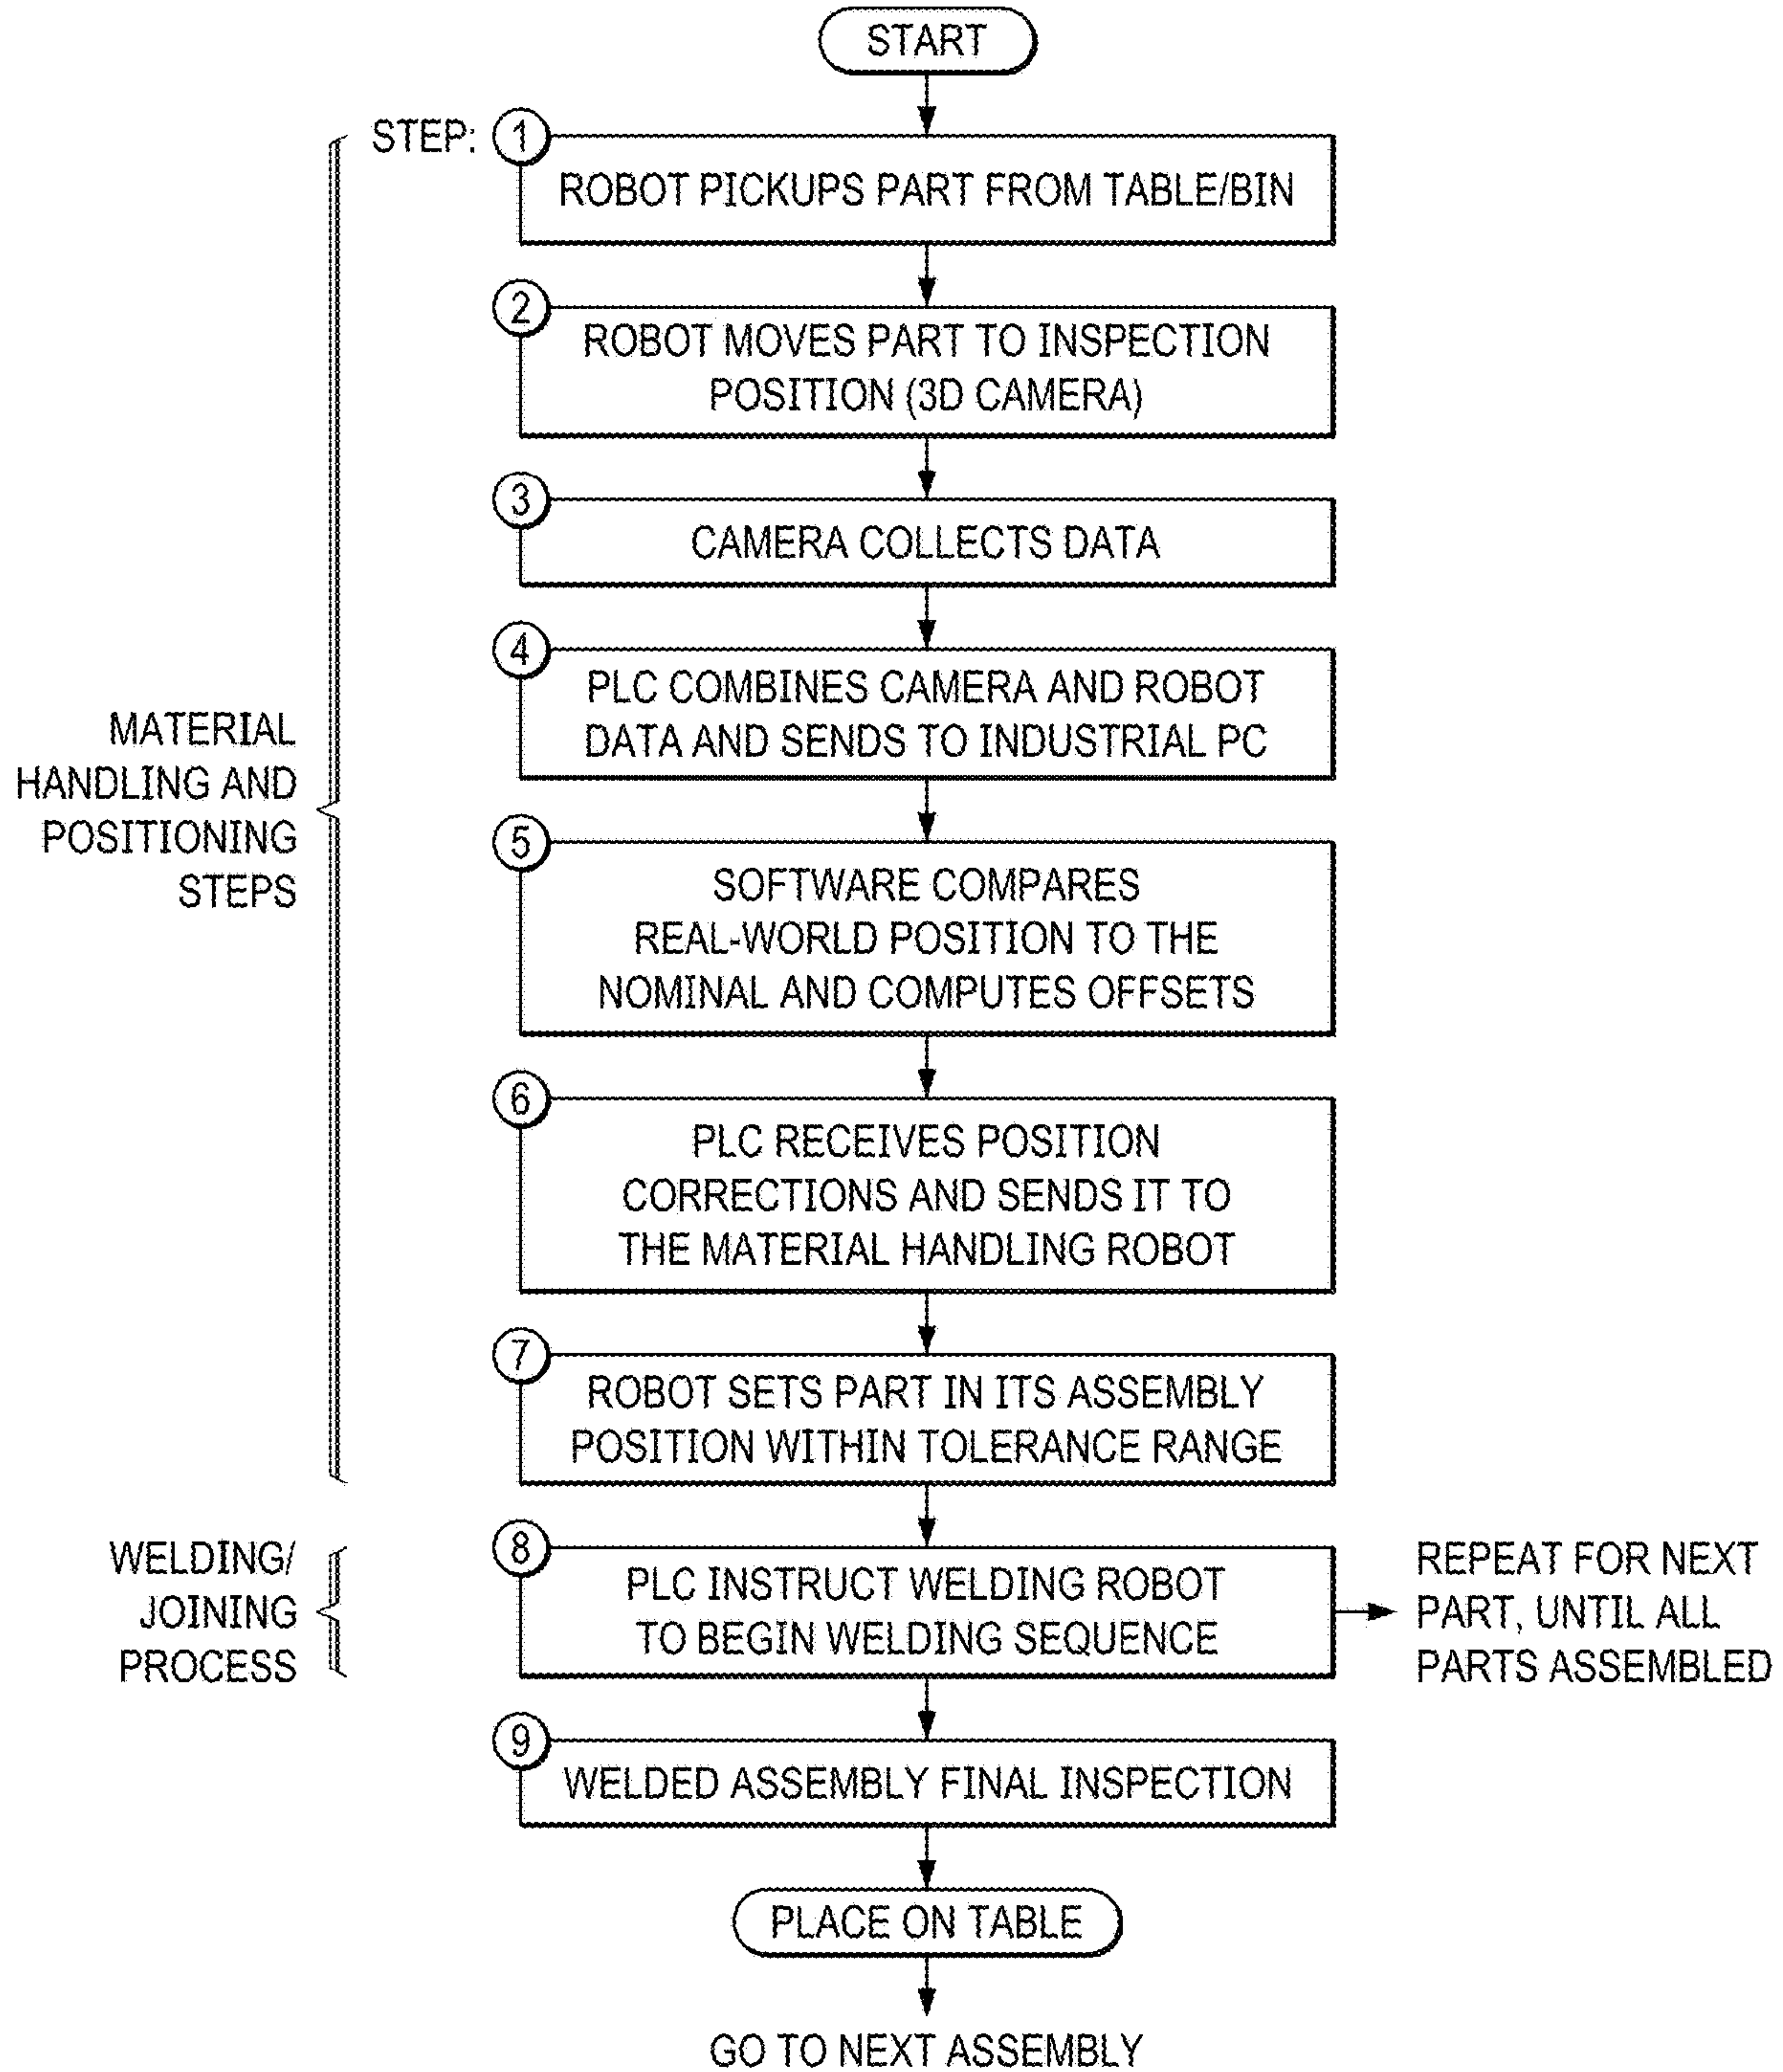 START
STEP:
1
ROBOT PICKUPS PART FROM TABLE/BIN
2
ROBOT MOVES PART TO INSPECTION
POSITION (3D CAMERA)
3
CAMERA COLLECTS DATA
4
PLC COMBINES CAMERA AND ROBOT
DATA AND SENDS TO INDUSTRIAL PC
MATERIAL
HANDLING AND
POSITIONING
STEPS
5
SOFTWARE COMPARES
REAL-WORLD POSITION TO THE
NOMINAL AND COMPUTES OFFSETS
6
PLC RECEIVES POSITION
CORRECTIONS AND SENDS IT TO
THE MATERIAL HANDLING ROBOT
7
ROBOT SETS PART IN ITS ASSEMBLY
POSITION WITHIN TOLERANCE RANGE
WELDING/
JOINING
PROCESS
8
PLC INSTRUCT WELDING ROBOT
TO BEGIN WELDING SEQUENCE
REPEAT FOR NEXT
PART, UNTIL ALL
PARTS ASSEMBLED
9
WELDED ASSEMBLY FINAL INSPECTION
PLACE ON TABLE
GO TO NEXT ASSEMBLY